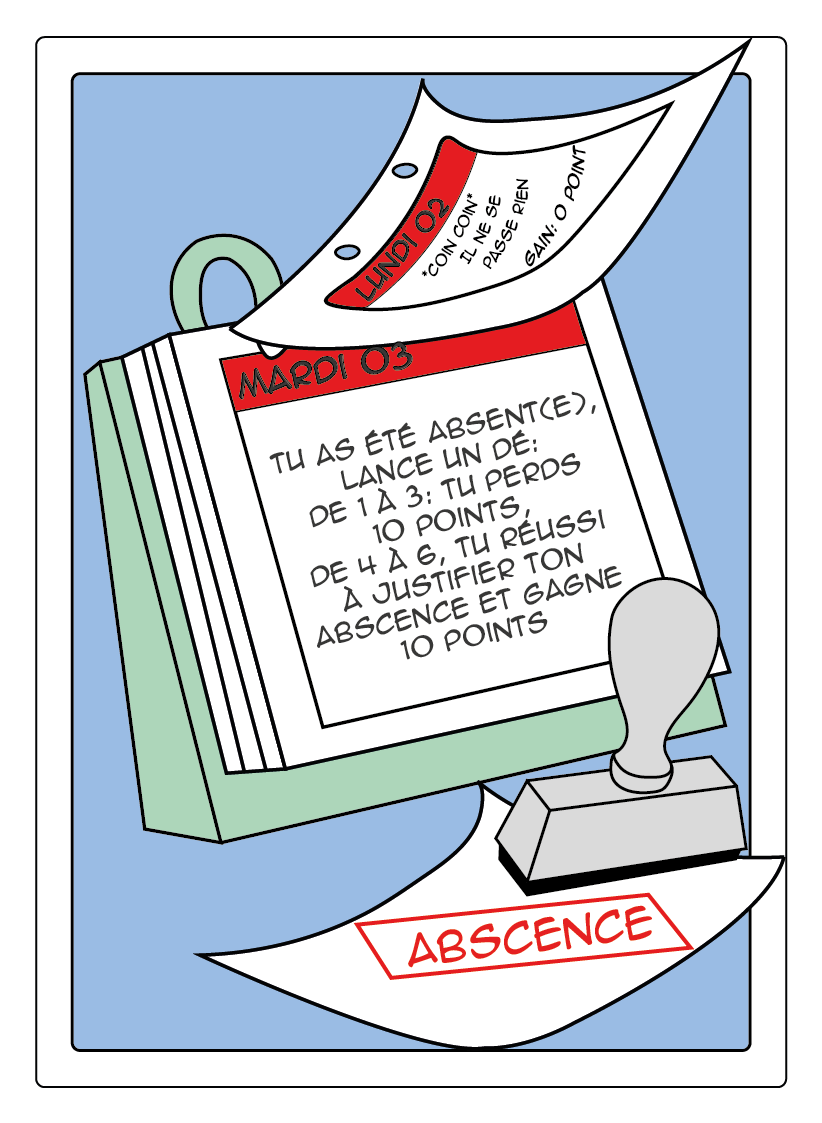 LUNDI 02
*COIN COIN*
IL NE SE
PASSE RIEN
GAIN: 0 POINT
MARDI 03
TU AS ÉTÉ ABSENT(E),
LANCE UN DÉ:
DE 1 À 3: TU PERDS
10 POINTS,
DE 4 À 6, TU RÉUSSI
À JUSTIFIER TON
ABSCENCE ET GAGNE
10 POINTS
ABSCENCE